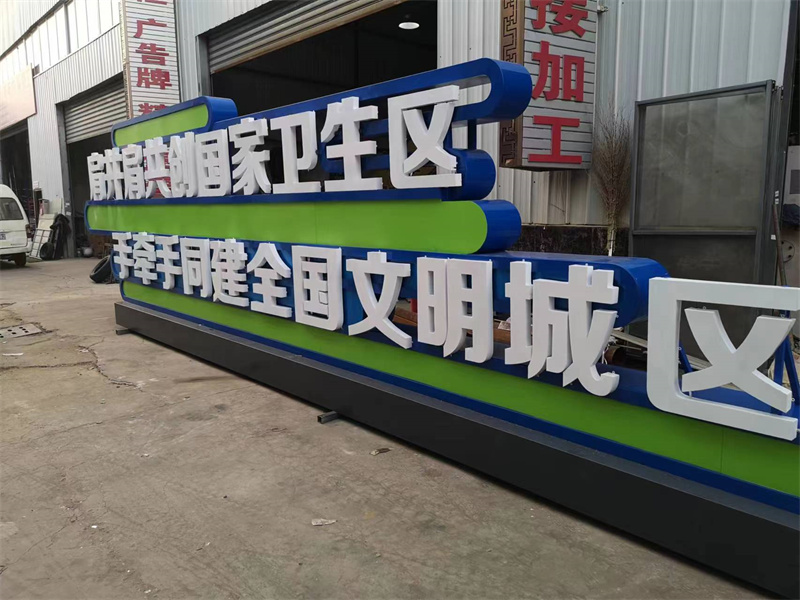 肩并肩共创国家卫生区
手牵手同建全国文明城区
广告牌
接加工